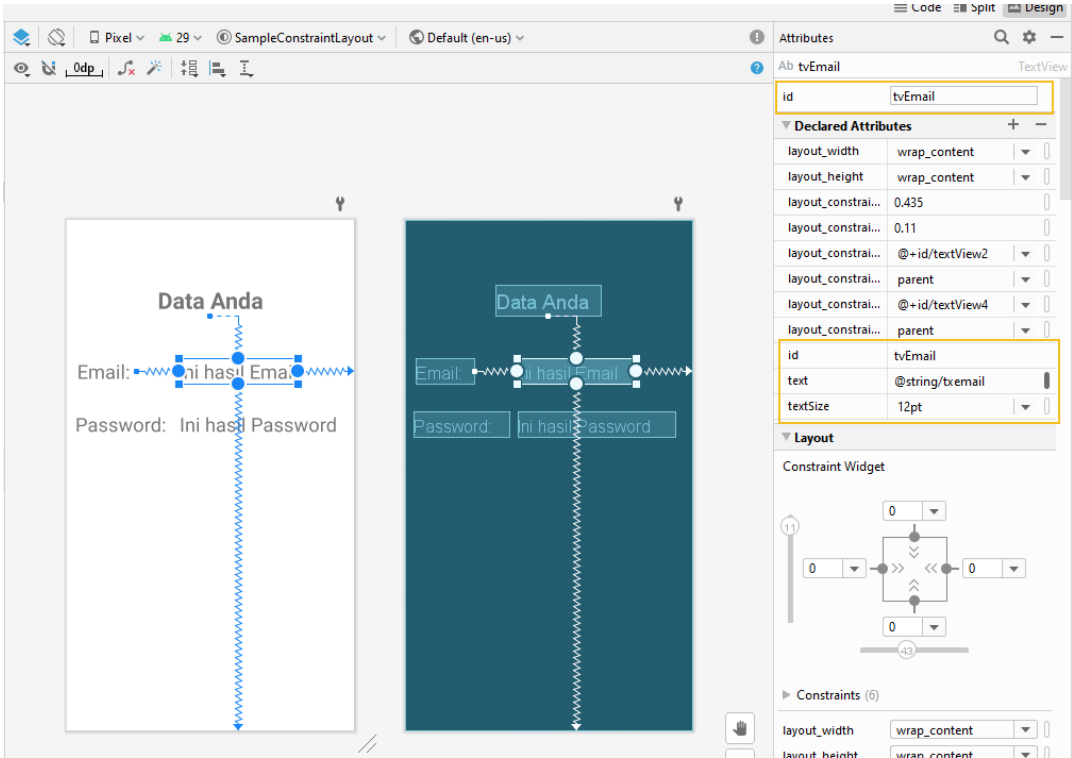 Code Split Design
Pixel 29 SampleConstraintLayout Default (en-us)
Attributes
0dp
Ab tvEmail TextView
id tvEmail
Declared Attributes
layout_width wrap_content
layout_height wrap_content
layout_constrai... 0.435
layout_constrai... 0.11
layout_constrai... @+id/textView2
layout_constrai... parent
layout_constrai... @+id/textView4
layout_constrai... parent
id tvEmail
text @string/txemail
textSize 12pt
Layout
Constraint Widget
0
11
0
0
0
43
Constraints (6)
layout_width wrap_content
layout_height wrap_content
Data Anda
Email: Ini hasil Email
Password: Ini hasil Password
Data Anda
Email: Ini hasil Email
Password: Ini hasil Password